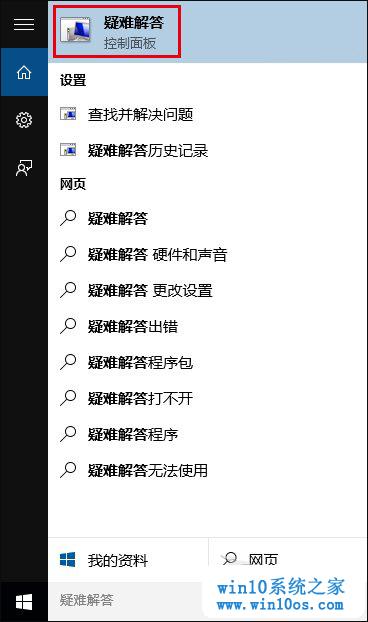 疑难解答
控制面板
设置
查找并解决问题
疑难解答历史记录
网页
疑难解答
疑难解答 硬件和声音
疑难解答 更改设置
疑难解答出错
疑难解答程序包
疑难解答打不开
疑难解答程序
疑难解答无法使用
我的资料
网页
疑难解答
win10系统之家
www.win10os.com